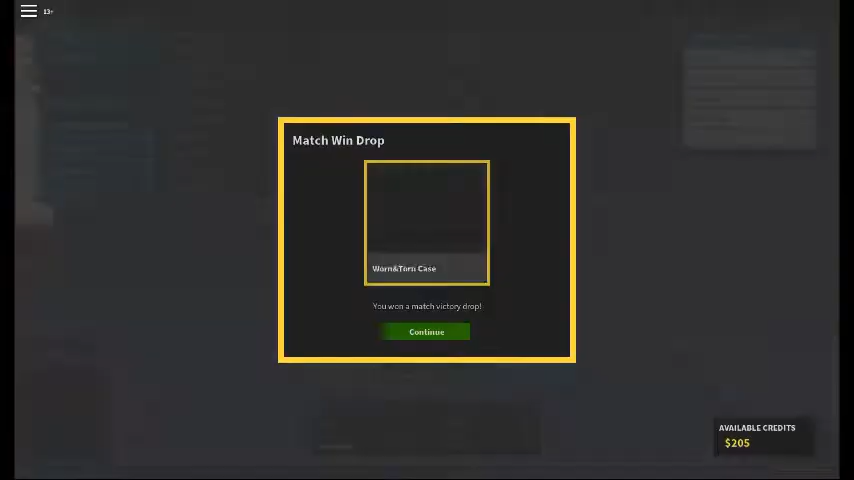 13+
Match Win Drop
Worn&Torn Case
You won a match victory drop!
Continue
AVAILABLE CREDITS
$205